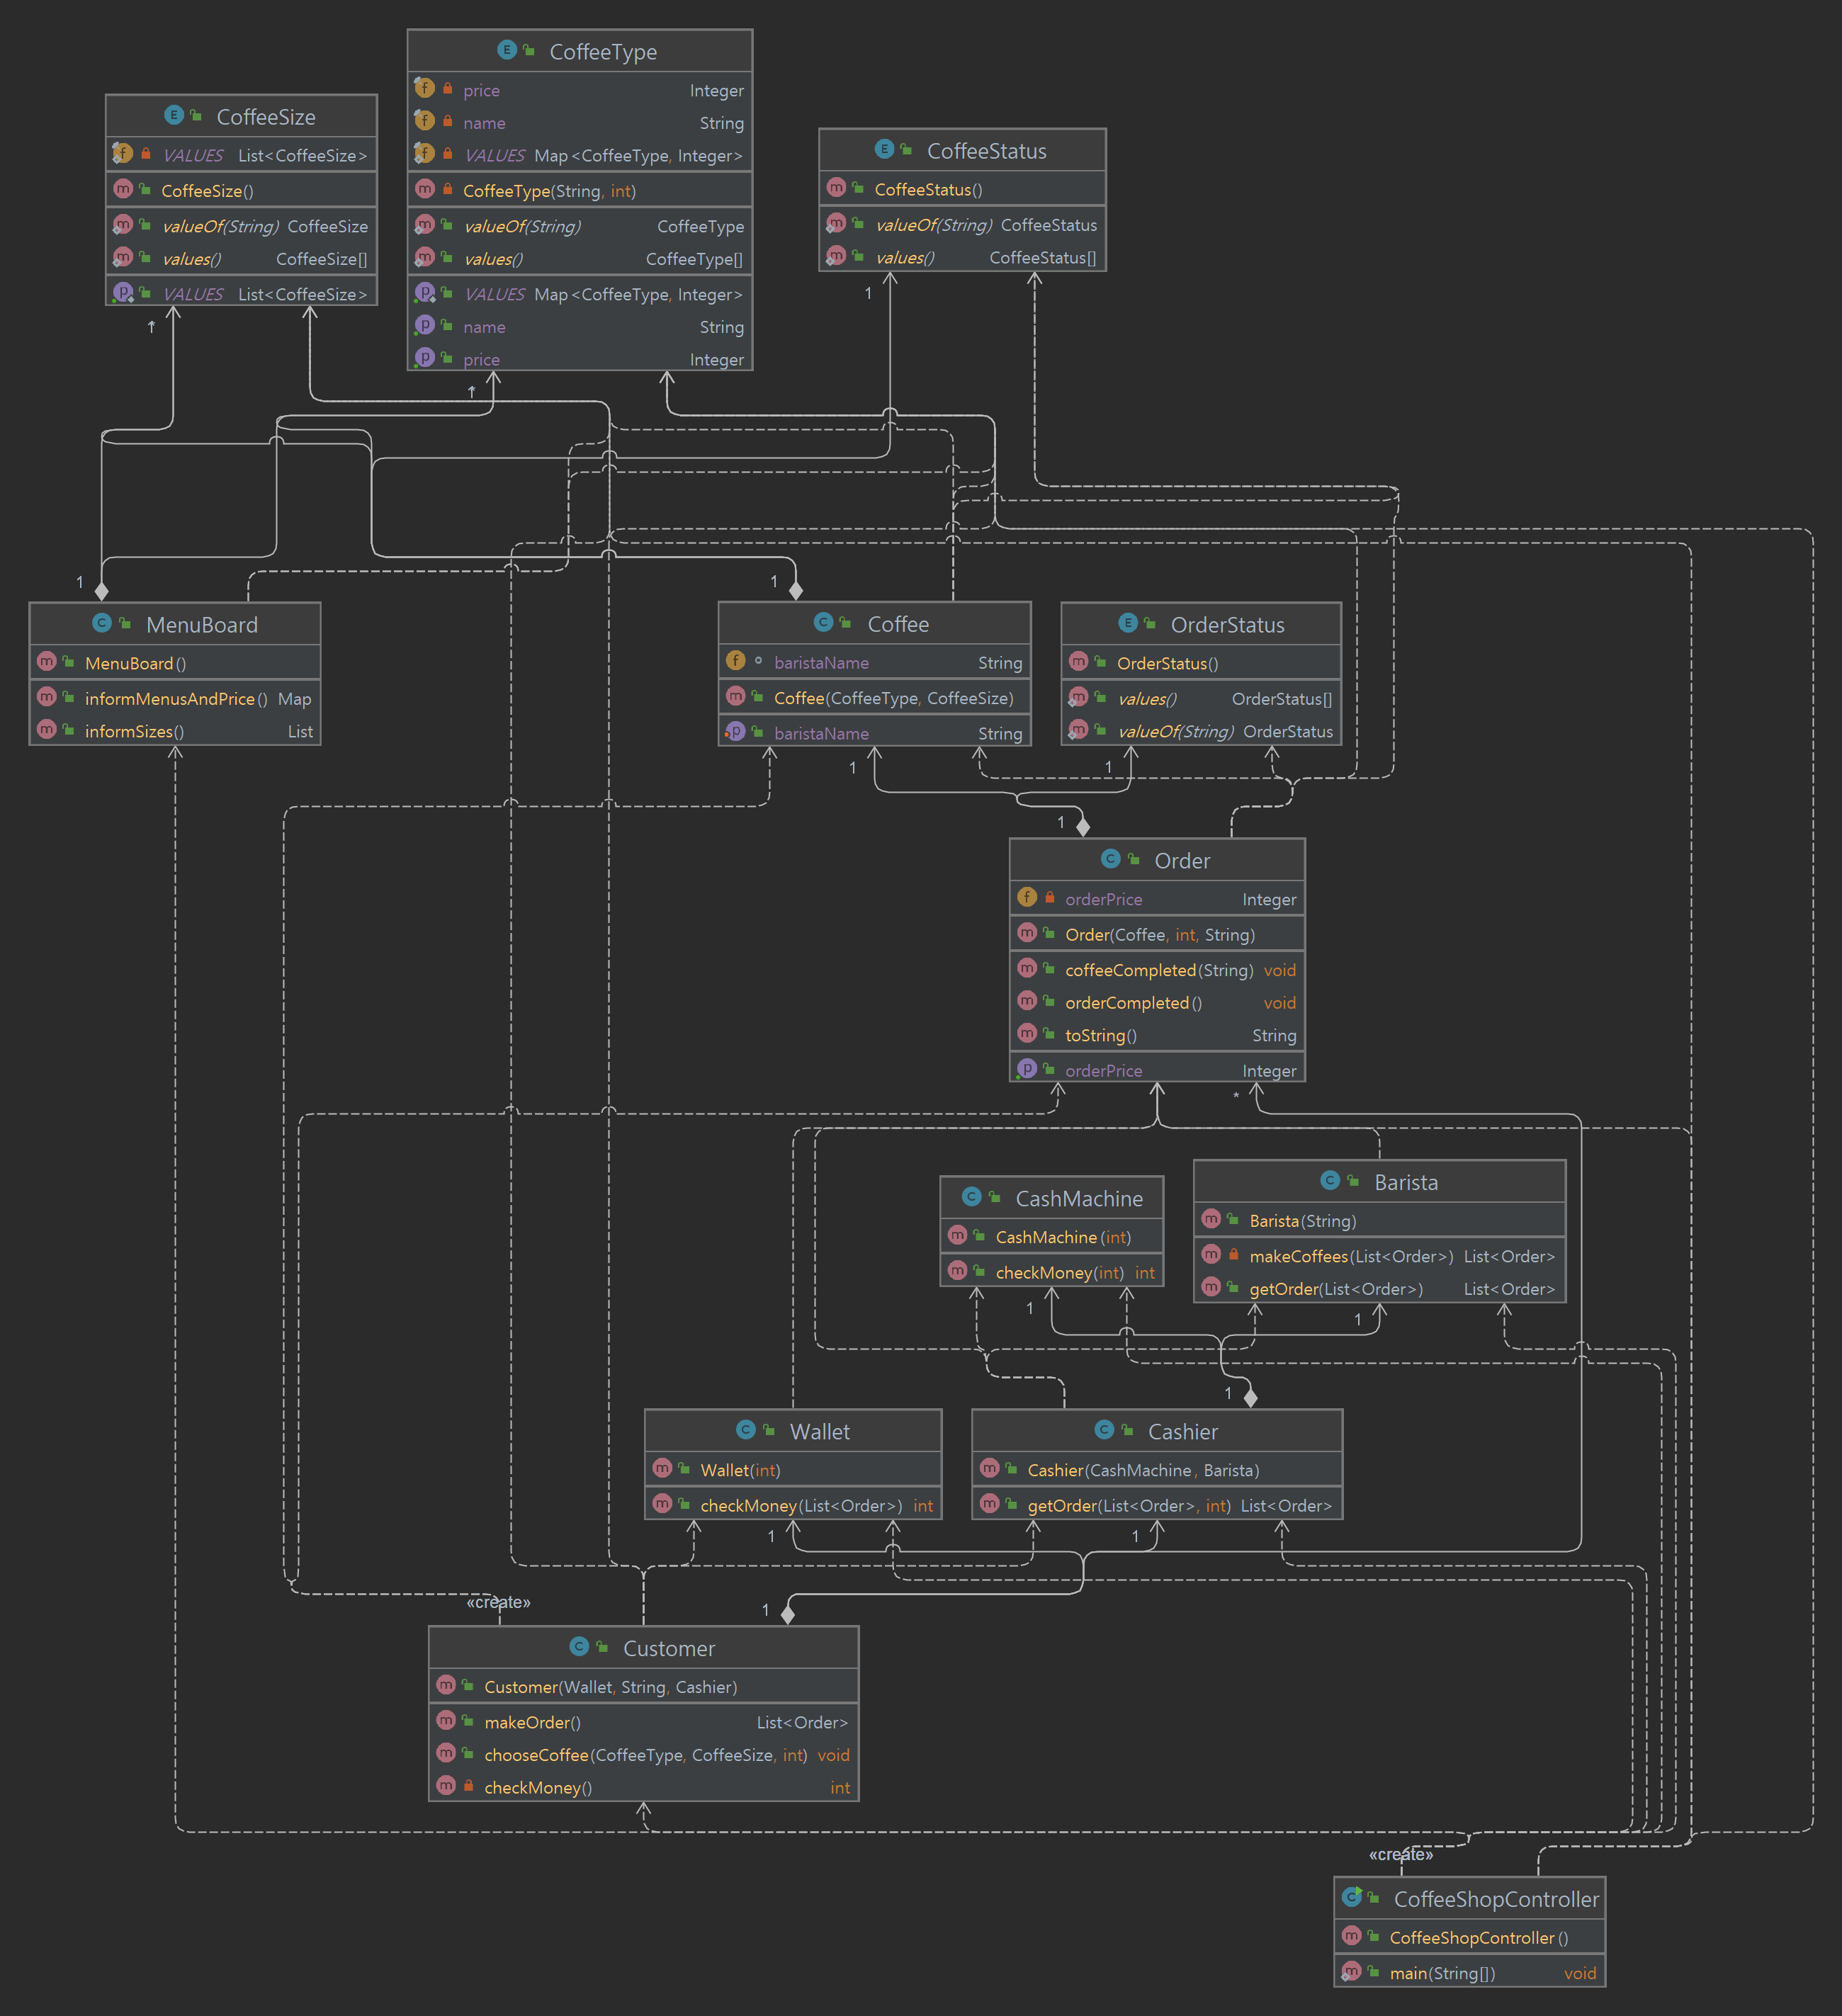 CoffeeType
price Integer
name String
VALUES Map<CoffeeType, Integer>
CoffeeType(String, int)
valueOf(String) CoffeeType
values() CoffeeType[]
VALUES Map<CoffeeType, Integer>
name String
price Integer
CoffeeSize
VALUES List<CoffeeSize>
CoffeeSize()
valueOf(String) CoffeeSize
values() CoffeeSize[]
VALUES List<CoffeeSize>
CoffeeStatus
CoffeeStatus()
valueOf(String) CoffeeStatus
values() CoffeeStatus[]
1
1
MenuBoard
MenuBoard()
informMenusAndPrice() Map
informSizes() List
1
Coffee
baristaName String
Coffee(CoffeeType, CoffeeSize)
baristaName String
OrderStatus
OrderStatus()
values() OrderStatus[]
valueOf(String) OrderStatus
1
1
1
Order
orderPrice Integer
Order(Coffee, int, String)
coffeeCompleted(String) void
orderCompleted() void
toString() String
orderPrice Integer
*
CashMachine
CashMachine(int)
checkMoney(int) int
Barista
Barista(String)
makeCoffees(List<Order>) List<Order>
getOrder(List<Order>) List<Order>
1
1
1
Wallet
Wallet(int)
checkMoney(List<Order>) int
Cashier
Cashier(CashMachine, Barista)
getOrder(List<Order>, int) List<Order>
1
1
«create»
1
Customer
Customer(Wallet, String, Cashier)
makeOrder() List<Order>
chooseCoffee(CoffeeType, CoffeeSize, int) void
checkMoney() int
«create»
CoffeeShopController
CoffeeShopController()
main(String[]) void